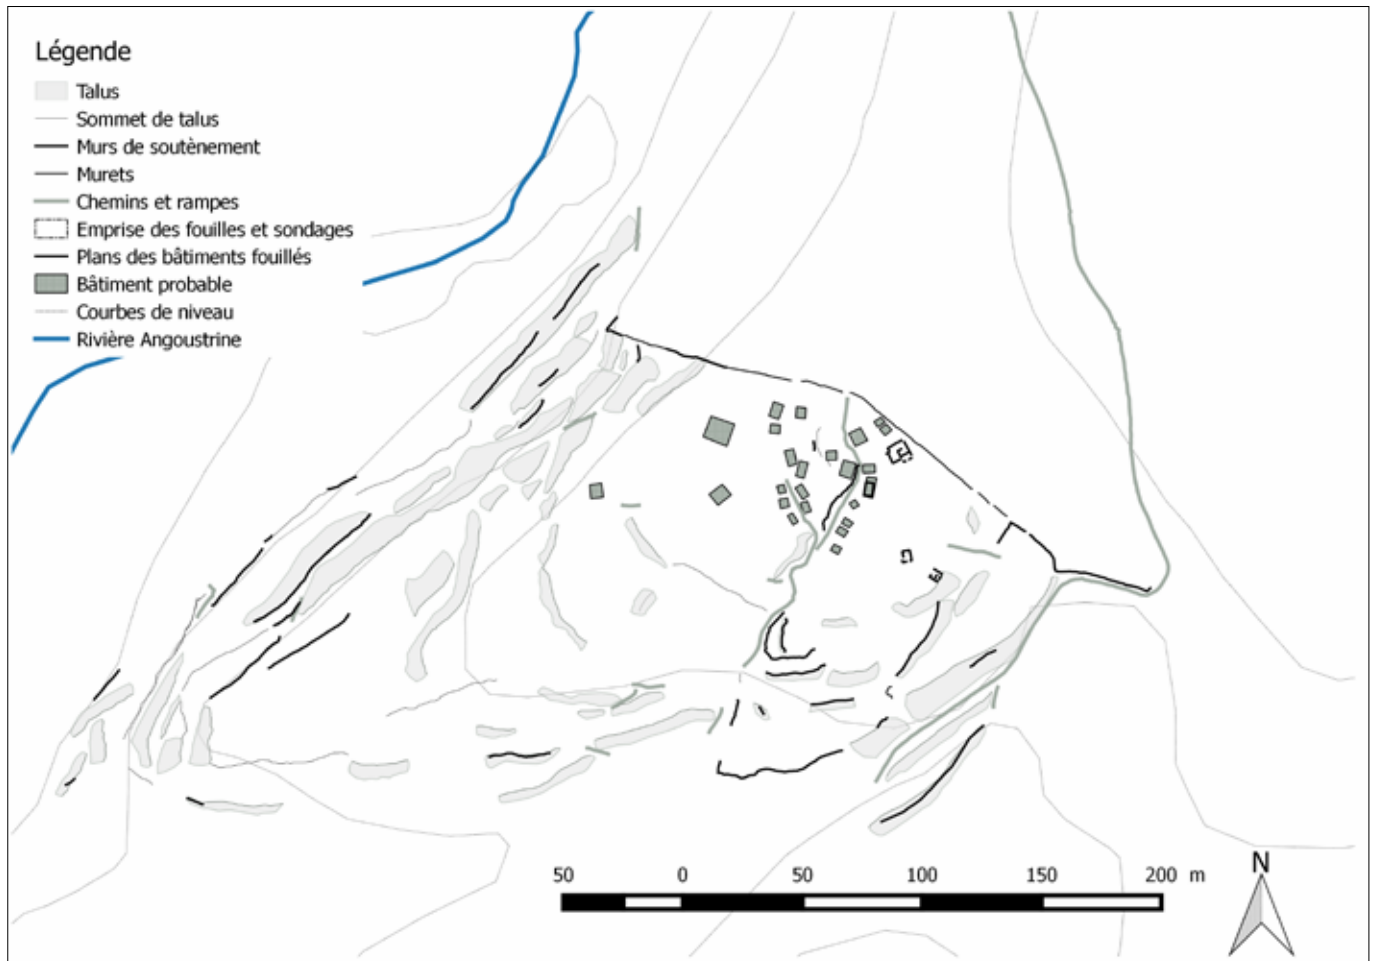 Légende
Talus
Sommet de talus
Murs de soutènement
Murets
Chemins et rampes
Emprise des fouilles et sondages
Plans des bâtiments fouillés
Bâtiment probable
Courbes de niveau
Rivière Angoustrine
50 0 50 100 150 200 m
N